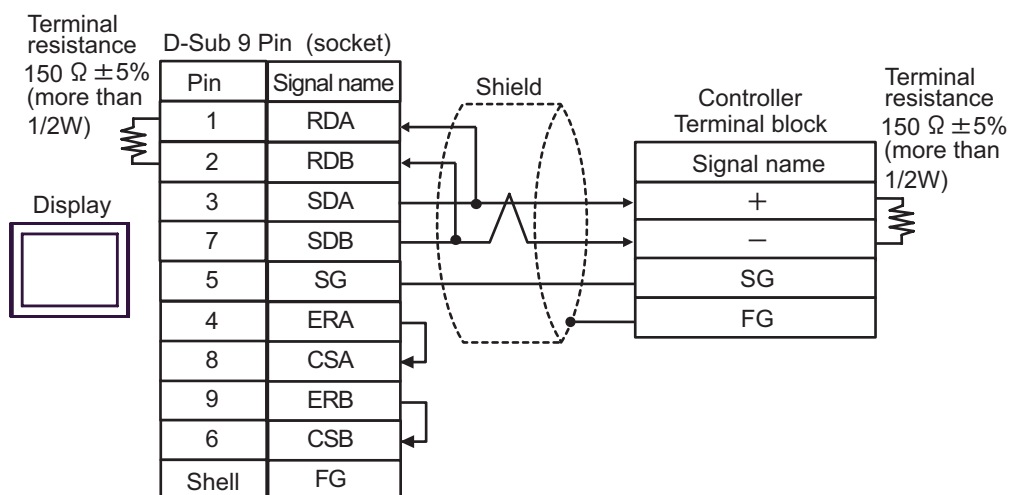 Terminal
resistance
150 Ω ±5%
(more than
1/2W)
D-Sub 9 Pin (socket)
Pin Signal name
1 RDA
2 RDB
3 SDA
7 SDB
5 SG
4 ERA
8 CSA
9 ERB
6 CSB
Shell FG
Display
Shield
Controller
Terminal block
Signal name
+
−
SG
FG
Terminal
resistance
150 Ω ±5%
(more than
1/2W)